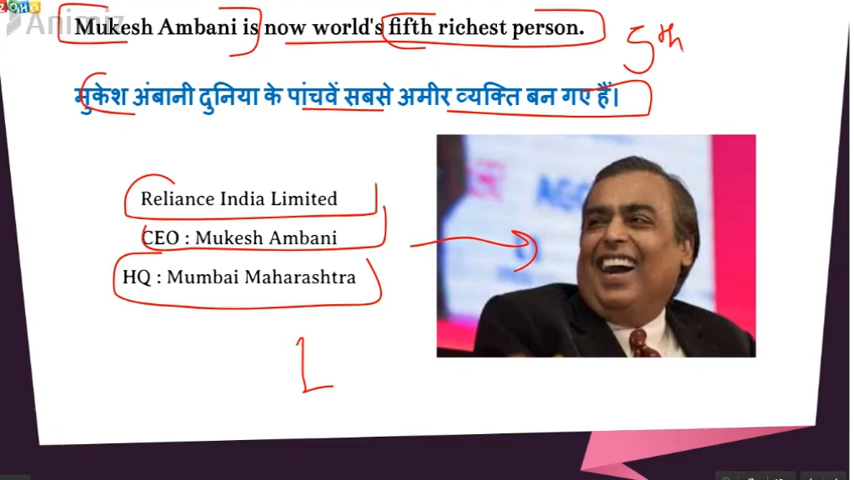 Animiz
Mukesh Ambani is now world's fifth richest person.
5th
मुकेश अंबानी दुनिया के पांचवें सबसे अमीर व्यक्ति बन गए हैं।
Reliance India Limited
CEO : Mukesh Ambani
HQ : Mumbai Maharashtra